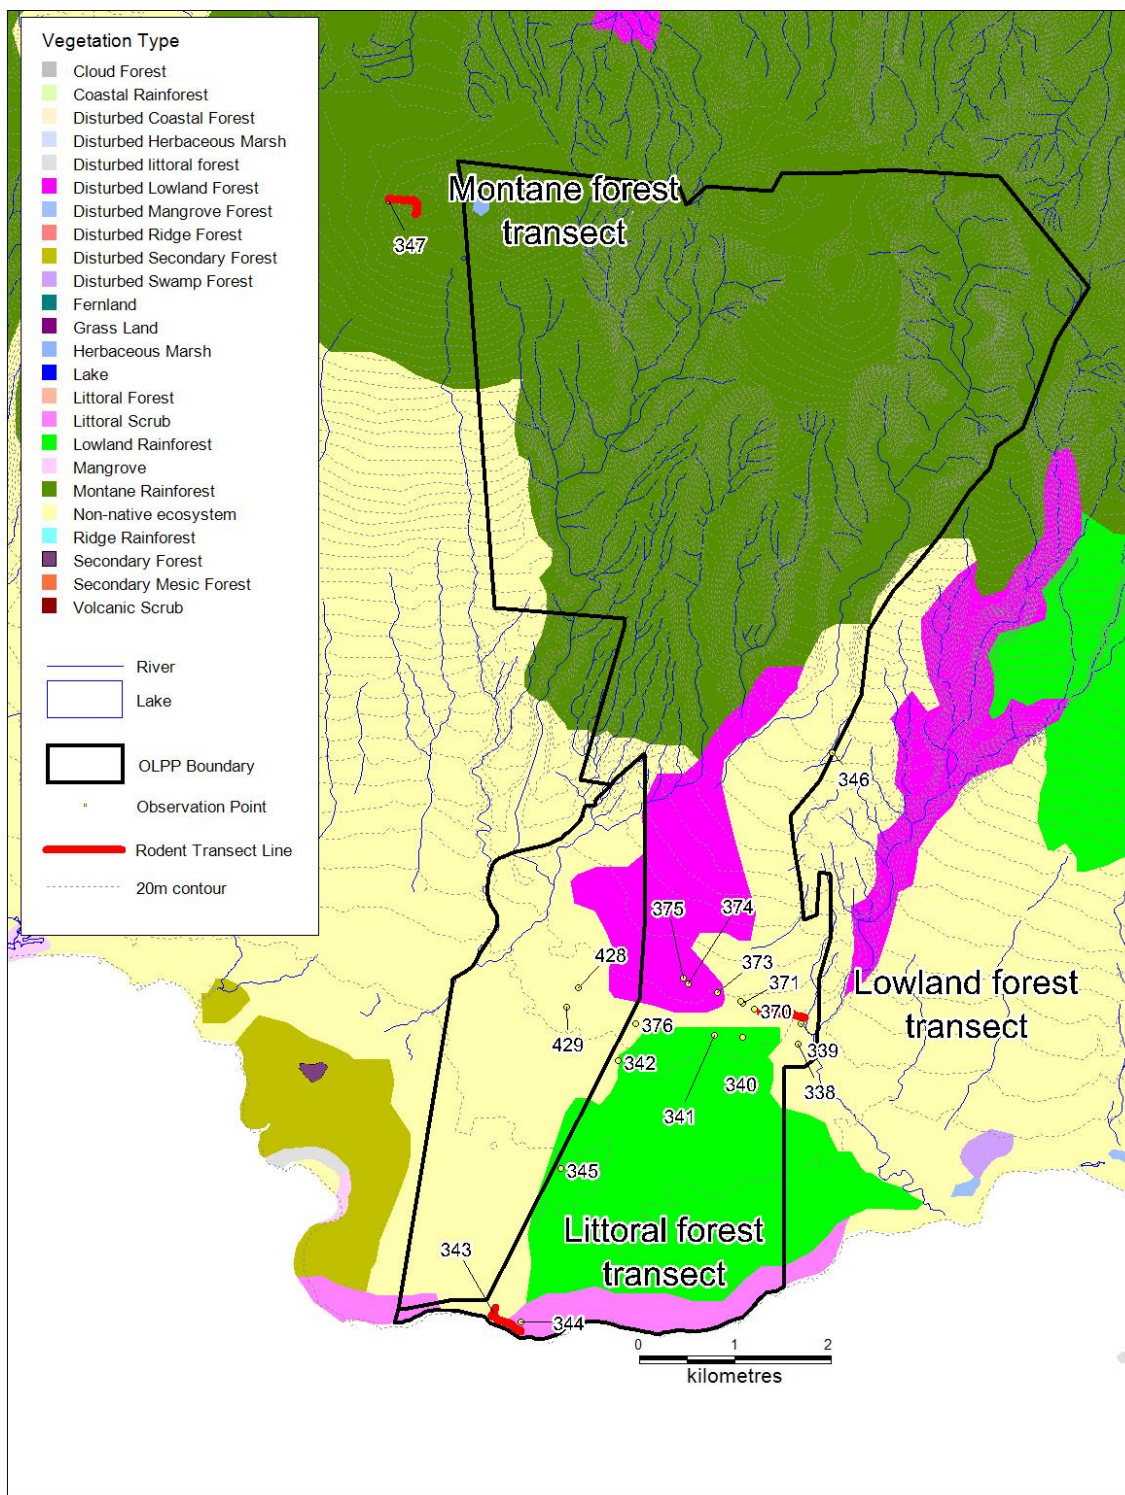 Vegetation Type
Cloud Forest
Coastal Rainforest
Disturbed Coastal Forest
Disturbed Herbaceous Marsh
Disturbed littoral forest
Disturbed Lowland Forest
Disturbed Mangrove Forest
Disturbed Ridge Forest
Disturbed Secondary Forest
Disturbed Swamp Forest
Fernland
Grass Land
Herbaceous Marsh
Lake
Littoral Forest
Littoral Scrub
Lowland Rainforest
Mangrove
Montane Rainforest
Non-native ecosystem
Ridge Rainforest
Secondary Forest
Secondary Mesic Forest
Volcanic Scrub
River
Lake
OLPP Boundary
Observation Point
Rodent Transect Line
20m contour
Montane forest
transect
347
346
375
374
373
371
370
428
429
376
342
339
338
340
341
Lowland forest
transect
345
Littoral forest
transect
343
344
0 1 2
kilometres